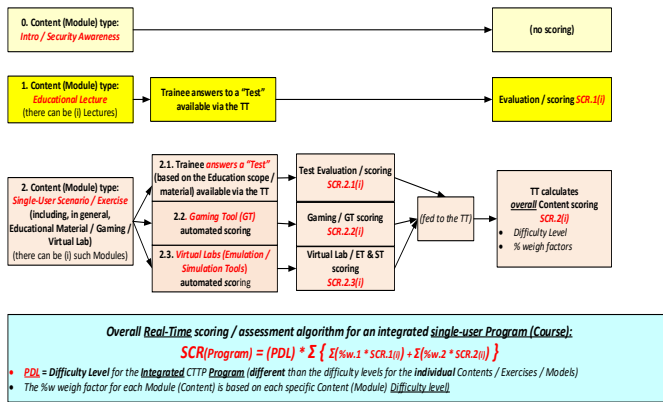 0. Content (Module) type:
Intro / Security Awareness
(no scoring)
1. Content (Module) type:
Educational Lecture
(there can be (i) Lectures)
Trainee answers to a "Test"
available via the TT
Evaluation / scoring SCR.1(i)
2. Content (Module) type:
Single-User Scenario / Exercise
(including, in general,
Educational Material / Gaming /
Virtual Lab)
(there can be (i) such Modules)
2.1. Trainee answers a "Test"
(based on the Education scope /
material) available via the TT
2.2. Gaming Tool (GT)
automated scoring
2.3. Virtual Labs (Emulation /
Simulation Tools)
automated scoring
Test Evaluation / scoring
SCR.2.1(i)
Gaming / GT scoring
SCR.2.2(i)
Virtual Lab / ET & ST
scoring
SCR.2.3(i)
(fed to the TT)
TT calculates
overall Content scoring
SCR.2(i)
• Difficulty Level
• % weigh factors
Overall Real-Time scoring / assessment algorithm for an integrated single-user Program (Course):
SCR(Program) = (PDL) * Σ { Σ(%w.1 * SCR.1(i)) + Σ(%w.2 * SCR.2(i)) }
• PDL = Difficulty Level for the Integrated CTTP Program (different than the difficulty levels for the individual Contents / Exercises / Models)
• The %w weigh factor for each Module (Content) is based on each specific Content (Module) Difficulty level)